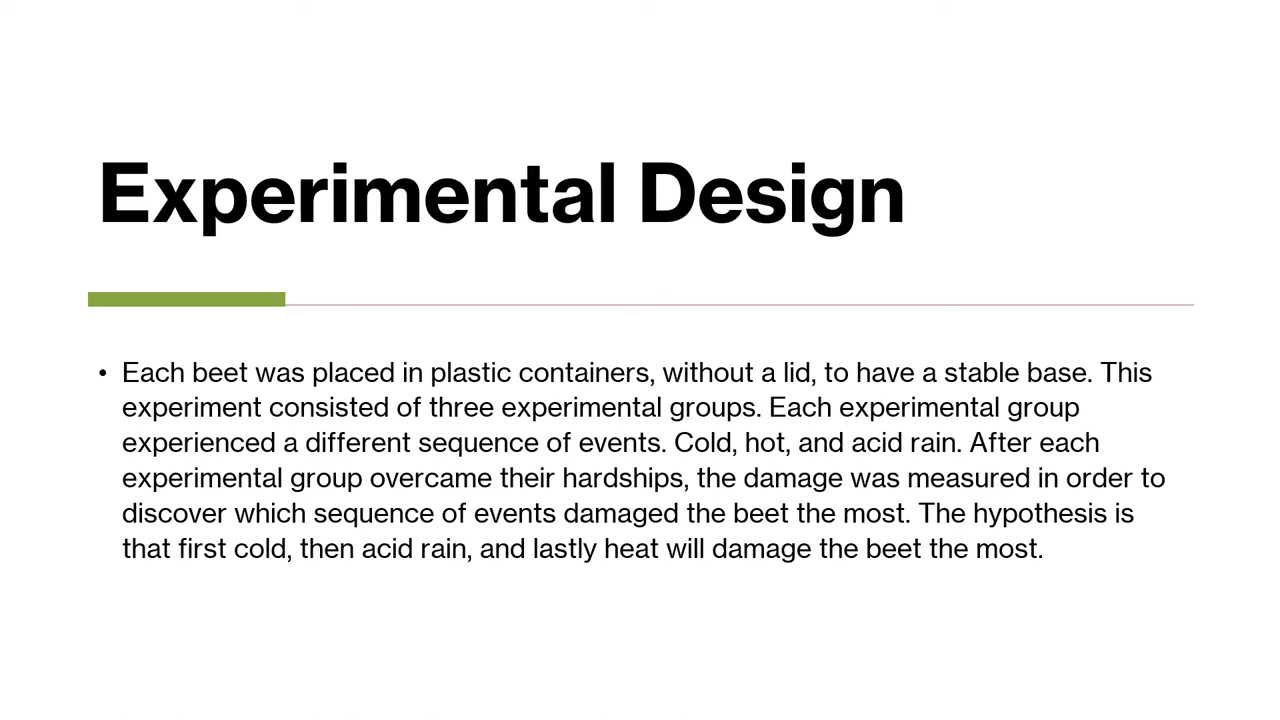 Experimental Design
• Each beet was placed in plastic containers, without a lid, to have a stable base. This
experiment consisted of three experimental groups. Each experimental group
experienced a different sequence of events. Cold, hot, and acid rain. After each
experimental group overcame their hardships, the damage was measured in order to
discover which sequence of events damaged the beet the most. The hypothesis is
that first cold, then acid rain, and lastly heat will damage the beet the most.